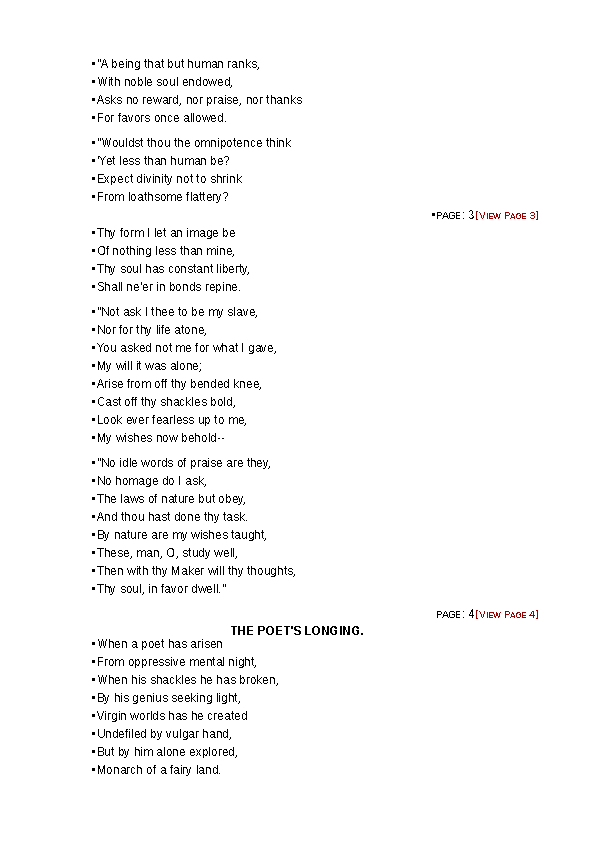 •"A being that but human ranks,
•With noble soul endowed,
•Asks no reward, nor praise, nor thanks
•For favors once allowed.
•"Wouldst thou the omnipotence think
•'Yet less than human be?
•Expect divinity not to shrink
•From loathsome flattery?
•PAGE: 3[VIEW PAGE 3]
•Thy form I let an image be
•Of nothing less than mine,
•Thy soul has constant liberty,
•Shall ne'er in bonds repine.
•"Not ask I thee to be my slave,
•Nor for thy life atone,
•You asked not me for what I gave,
•My will it was alone;
•Arise from off thy bended knee,
•Cast off thy shackles bold,
•Look ever fearless up to me,
•My wishes now behold--
•"No idle words of praise are they,
•No homage do I ask,
•The laws of nature but obey,
•And thou hast done thy task.
•By nature are my wishes taught,
•These, man, O, study well,
•Then with thy Maker will thy thoughts,
•Thy soul, in favor dwell."
PAGE: 4[VIEW PAGE 4]
THE POET'S LONGING.
•When a poet has arisen
•From oppressive mental night,
•When his shackles he has broken,
•By his genius seeking light,
•Virgin worlds has he created
•Undefiled by vulgar hand,
•But by him alone explored,
•Monarch of a fairy land.